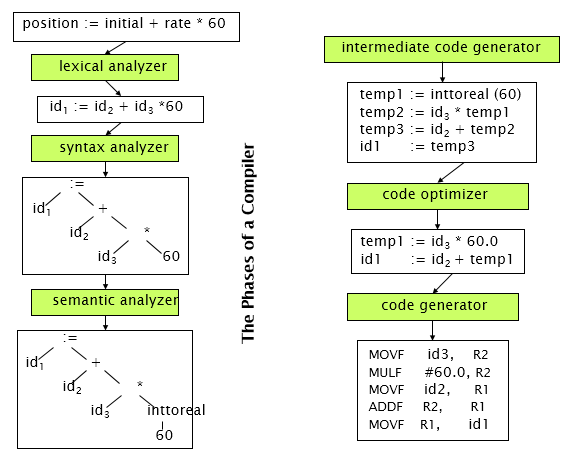 position := initial + rate * 60
lexical analyzer
id₁ := id₂ + id₃ *60
syntax analyzer
:=
id₁ +
id₂ *
id₃ 60
semantic analyzer
:=
id₁ +
id₂ *
id₃ inttoreal
60
The Phases of a Compiler
intermediate code generator
temp1 := inttoreal (60)
temp2 := id₃ * temp1
temp3 := id₂ + temp2
id1 := temp3
code optimizer
temp1 := id₃ * 60.0
id1 := id₂ + temp1
code generator
MOVF id3, R2
MULF #60.0, R2
MOVF id2, R1
ADDF R2, R1
MOVF R1, id1